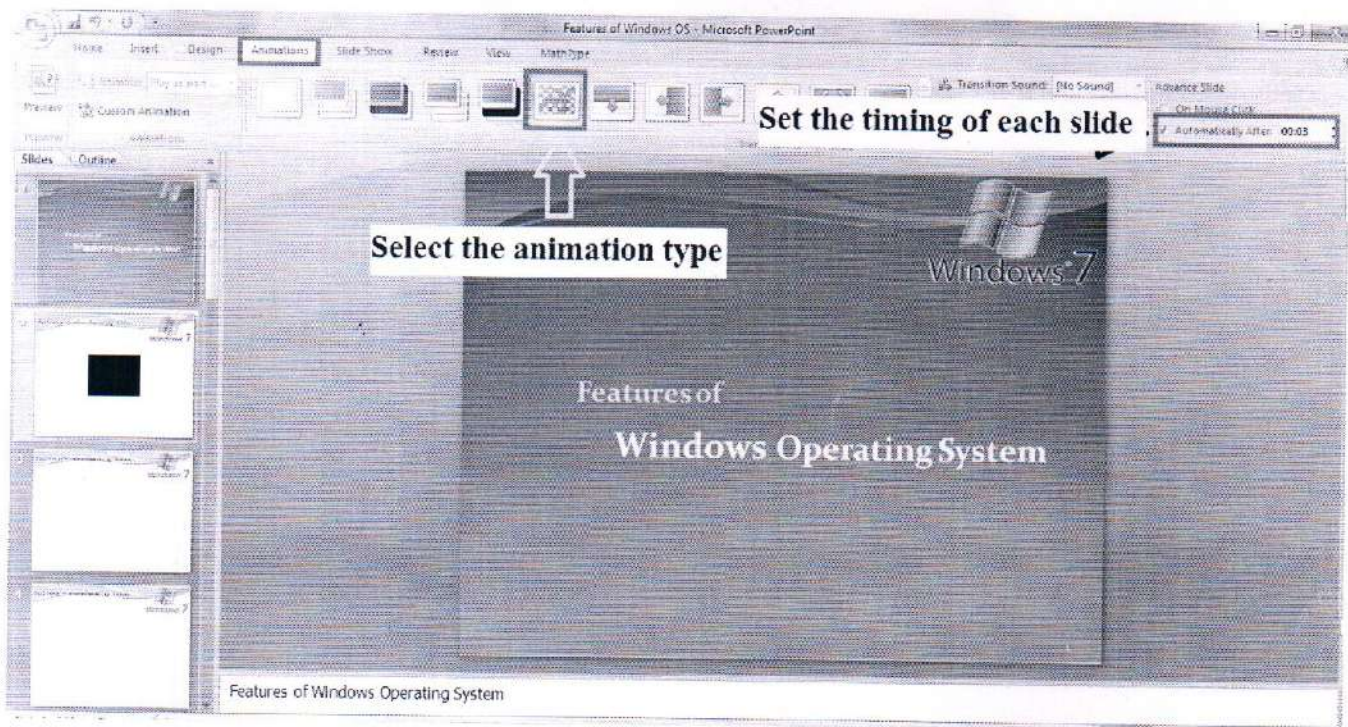 Features of Windows OS - Microsoft PowerPoint
Home Insert Design Animations Slide Show Review View MathType
Preview
Custom Animation
Transition Sound: [No Sound]
Advance Slide
On Mouse Click
Automatically After: 00:03
Set the timing of each slide
Slides Outline
Select the animation type
Windows 7
Features of
Windows Operating System
Features of Windows Operating System